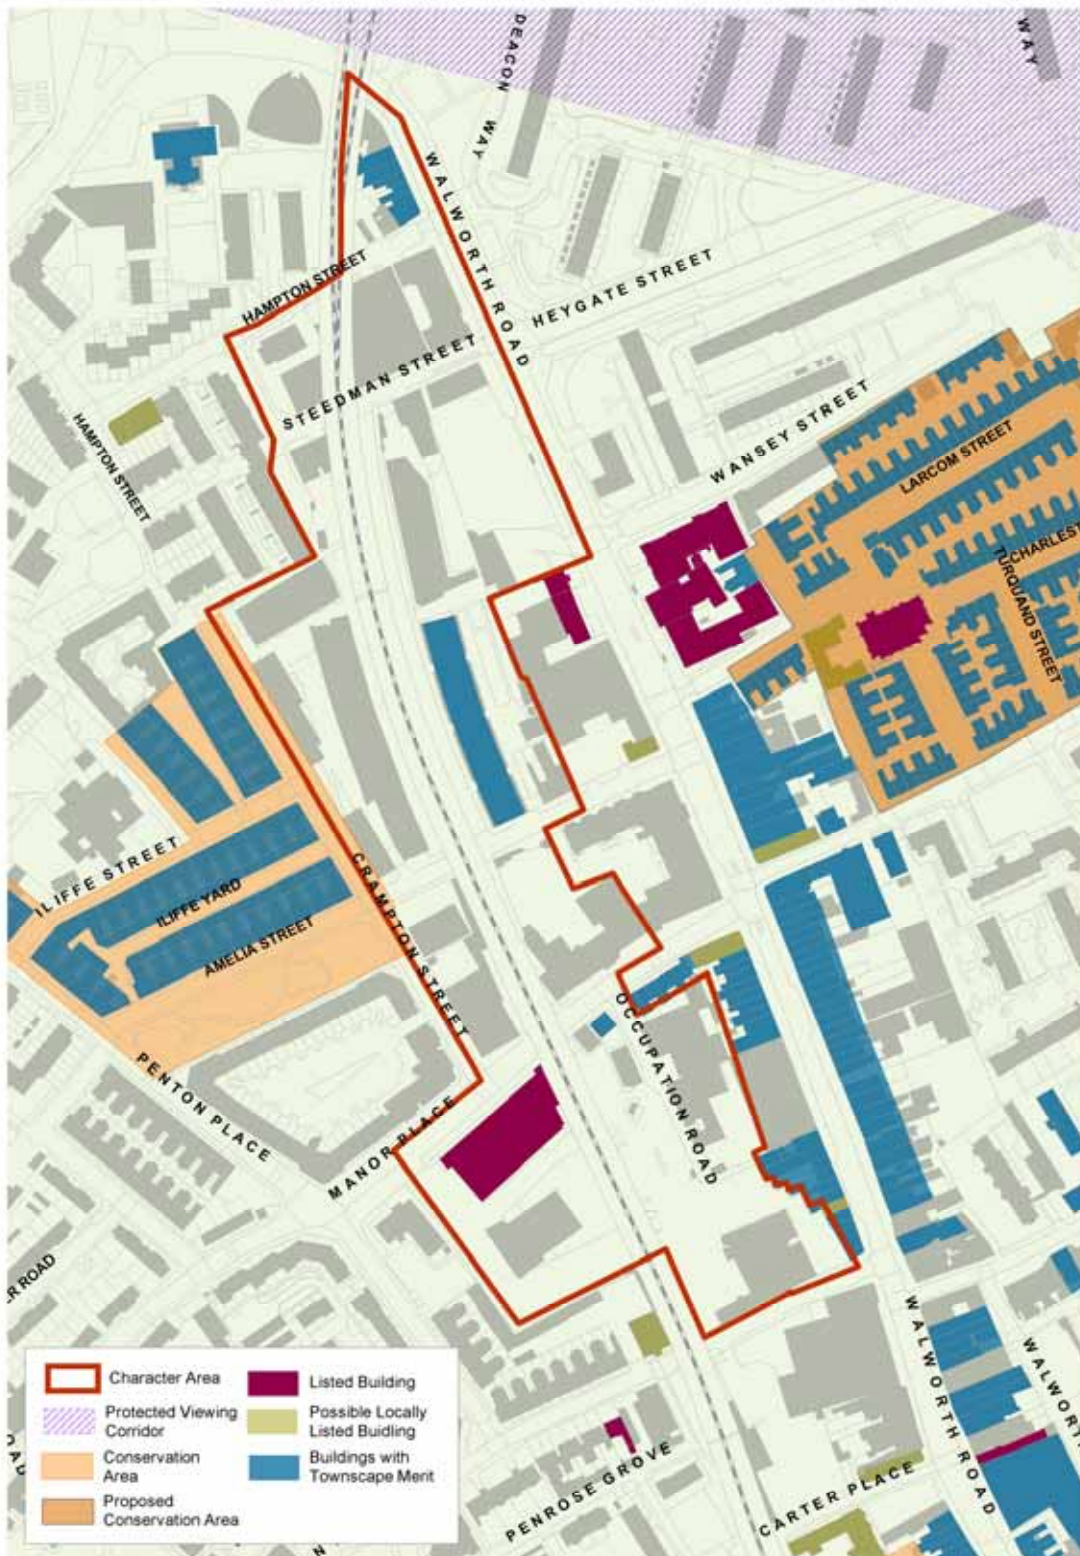 DEACON WAY
WAY
WALWORTH ROAD
HAMPTON STREET
HEYGATE STREET
STEEDMAN STREET
HAMPTON STREET
WANSEY STREET
LARCOM STREET
CHARLEST
TURQUAND STREET
CRAMPTON STREET
ILIFFE STREET
ILIFFE YARD
AMELIA STREET
OCCUPATION ROAD
PENTON PLACE
MANOR PLACE
ER ROAD
WALWORTH ROAD
WALWORT
OAD
PENROSE GROVE
CARTER PLACE
N
Character Area
Listed Building
Protected Viewing
Corridor
Possible Locally
Listed Buidling
Conservation
Area
Buildings with
Townscape Merit
Proposed
Conservation Area